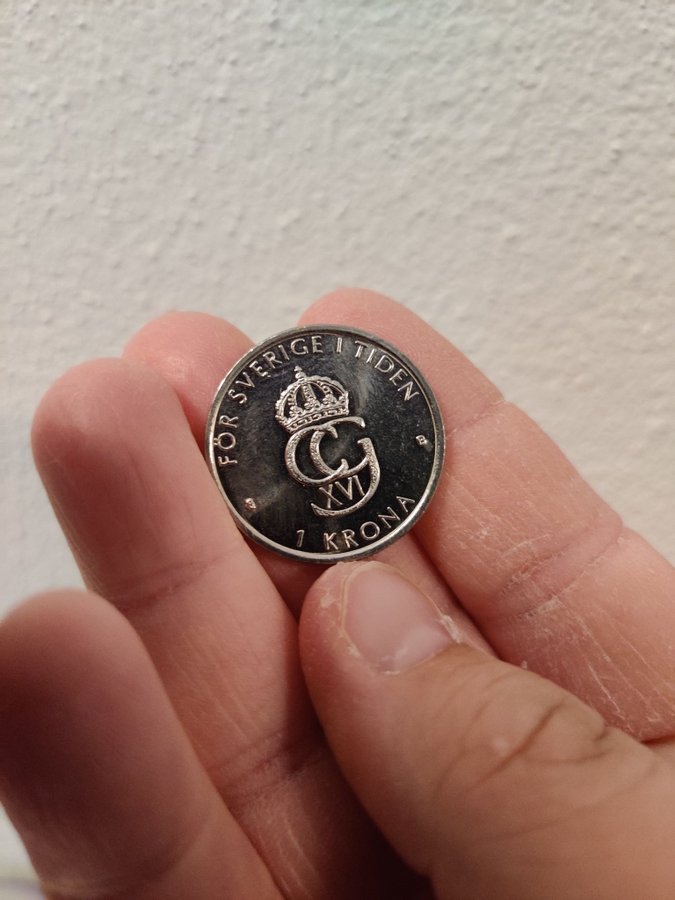 FÖR SVERIGE I TIDEN
CG
XVI
B
1 KRONA